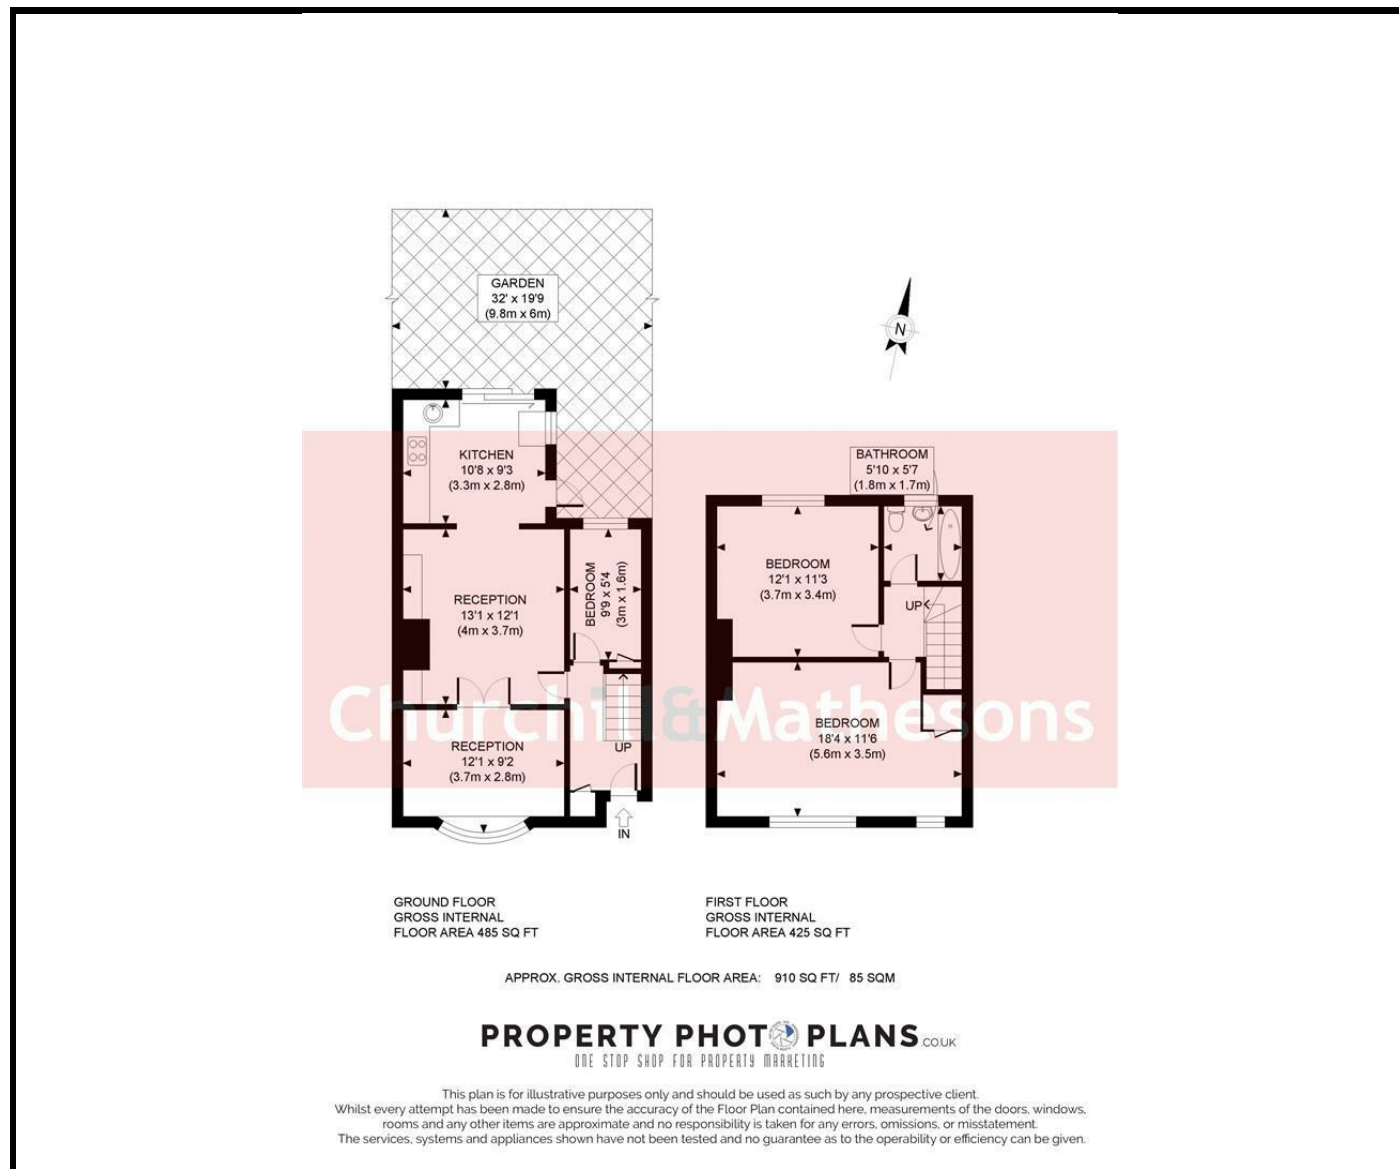 GARDEN
32' x 19'9
(9.8m x 6m)
N
KITCHEN
10'8 x 9'3
(3.3m x 2.8m)
BATHROOM
5'10 x 5'7
(1.8m x 1.7m)
BEDROOM
9'9 x 5'4
(3m x 1.6m)
BEDROOM
12'1 x 11'3
(3.7m x 3.4m)
RECEPTION
13'1 x 12'1
(4m x 3.7m)
UP
Churchill&Mathesons
RECEPTION
12'1 x 9'2
(3.7m x 2.8m)
UP
BEDROOM
18'4 x 11'6
(5.6m x 3.5m)
IN
GROUND FLOOR
GROSS INTERNAL
FLOOR AREA 485 SQ FT
FIRST FLOOR
GROSS INTERNAL
FLOOR AREA 425 SQ FT
APPROX. GROSS INTERNAL FLOOR AREA: 910 SQ FT/ 85 SQM
PROPERTY PHOTO PLANS.CO.UK
ONE STOP SHOP FOR PROPERTY MARKETING
This plan is for illustrative purposes only and should be used as such by any prospective client.
Whilst every attempt has been made to ensure the accuracy of the Floor Plan contained here, measurements of the doors, windows,
rooms and any other items are approximate and no responsibility is taken for any errors, omissions, or misstatement.
The services, systems and appliances shown have not been tested and no guarantee as to the operability or efficiency can be given.